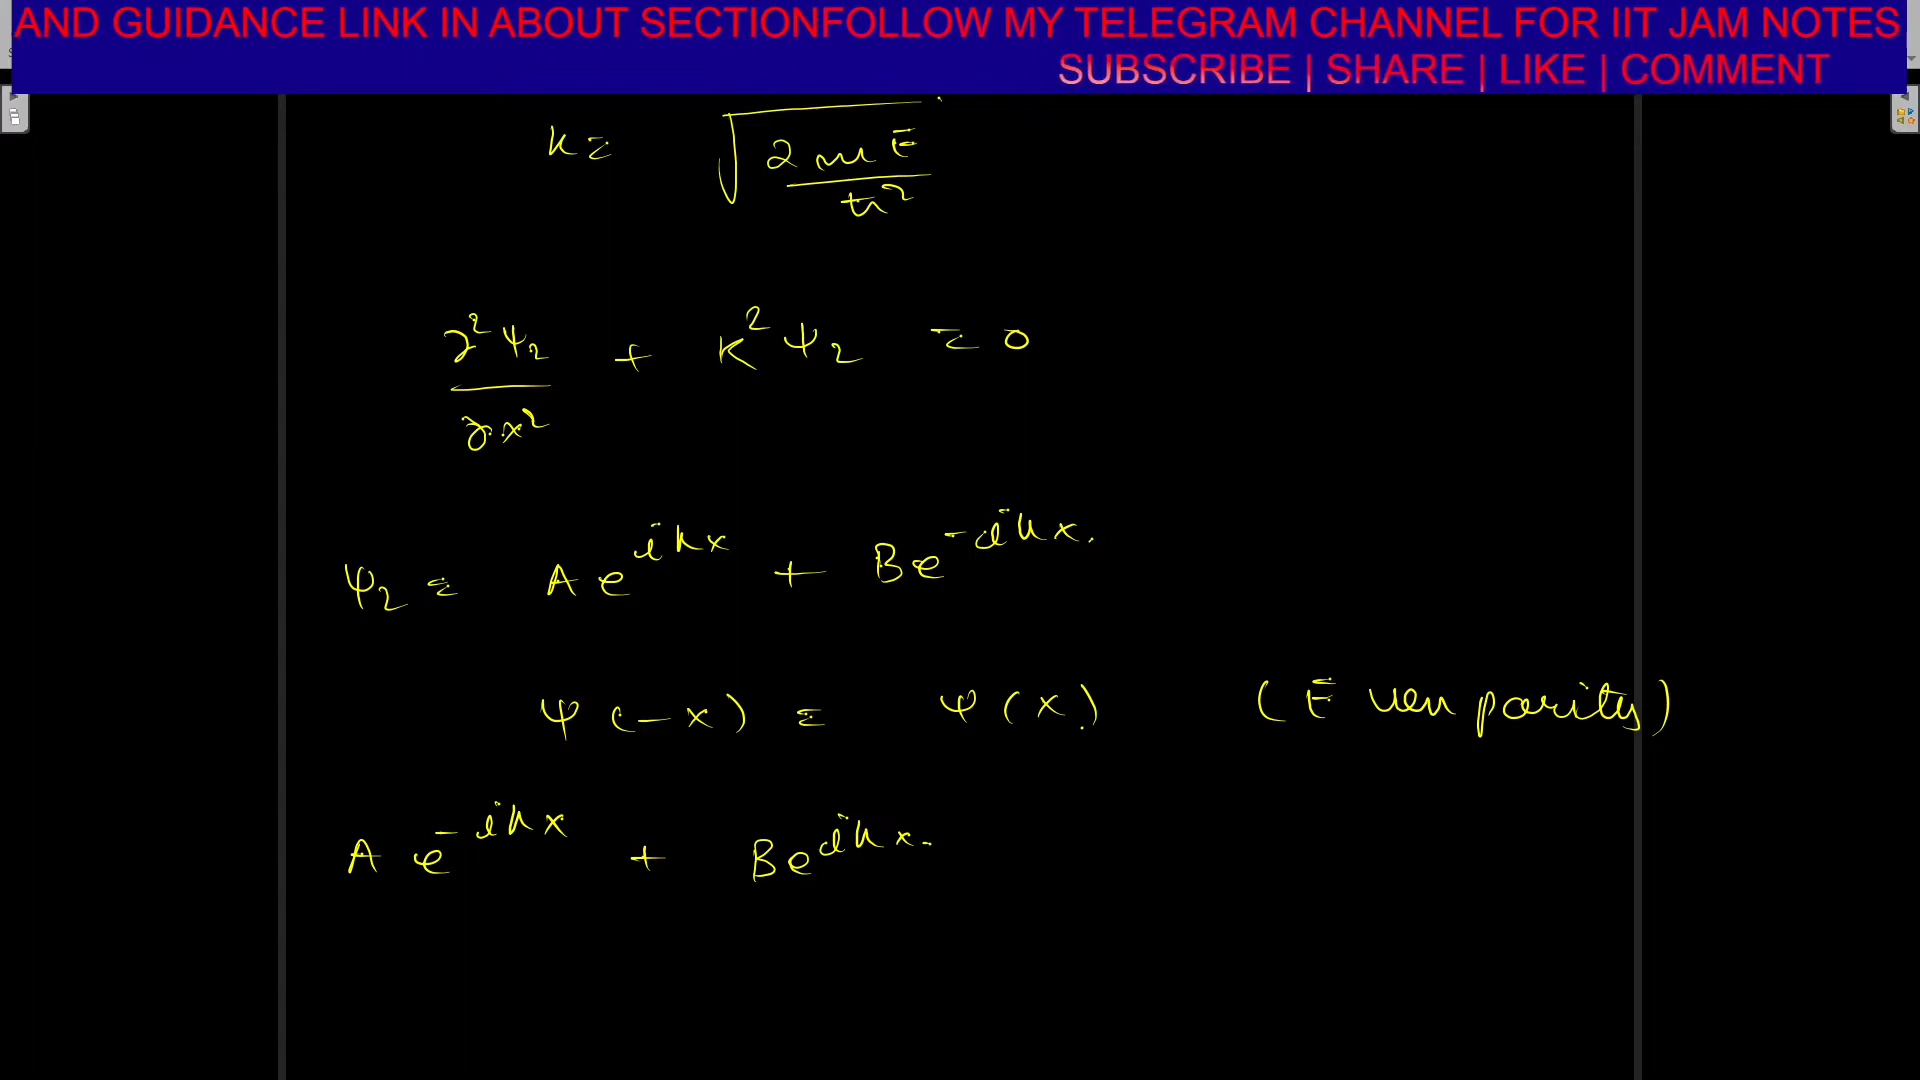 AND GUIDANCE LINK IN ABOUT SECTIONFOLLOW MY TELEGRAM CHANNEL FOR IIT JAM NOTES
SUBSCRIBE | SHARE | LIKE | COMMENT
k = √(2mE/ħ²)
∂²ψ₂/∂x² + k²ψ₂ = 0
ψ₂ = Ae^{ikx} + Be^{-ikx}.
ψ(-x) = ψ(x) (Even parity)
Ae^{-ikx} + Be^{ikx}.